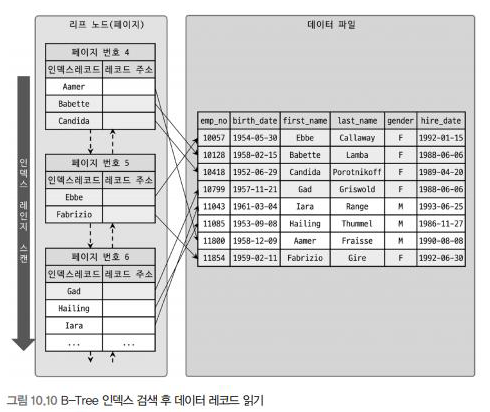 리프 노드(페이지)
데이터 파일
페이지 번호 4
인덱스레코드 레코드 주소
Aamer
Babette
Candida
페이지 번호 5
인덱스레코드 레코드 주소
Ebbe
Fabrizio
페이지 번호 6
인덱스레코드 레코드 주소
Gad
Hailing
Iara
... ...
인덱스 레인지 스캔
emp_no birth_date first_name last_name gender hire_date
10057 1954-05-30 Ebbe Callaway F 1992-01-15
10128 1958-02-15 Babette Lamba F 1988-06-06
10418 1952-06-29 Candida Porotnikoff F 1989-04-20
10799 1957-11-21 Gad Griswold F 1988-06-06
11043 1961-03-04 Iara Range M 1993-06-25
11085 1953-09-08 Hailing Thummel M 1986-11-27
11800 1958-12-09 Aamer Fraisse M 1990-08-08
11854 1959-02-11 Fabrizio Gire F 1992-06-30
그림 10.10 B-Tree 인덱스 검색 후 데이터 레코드 읽기